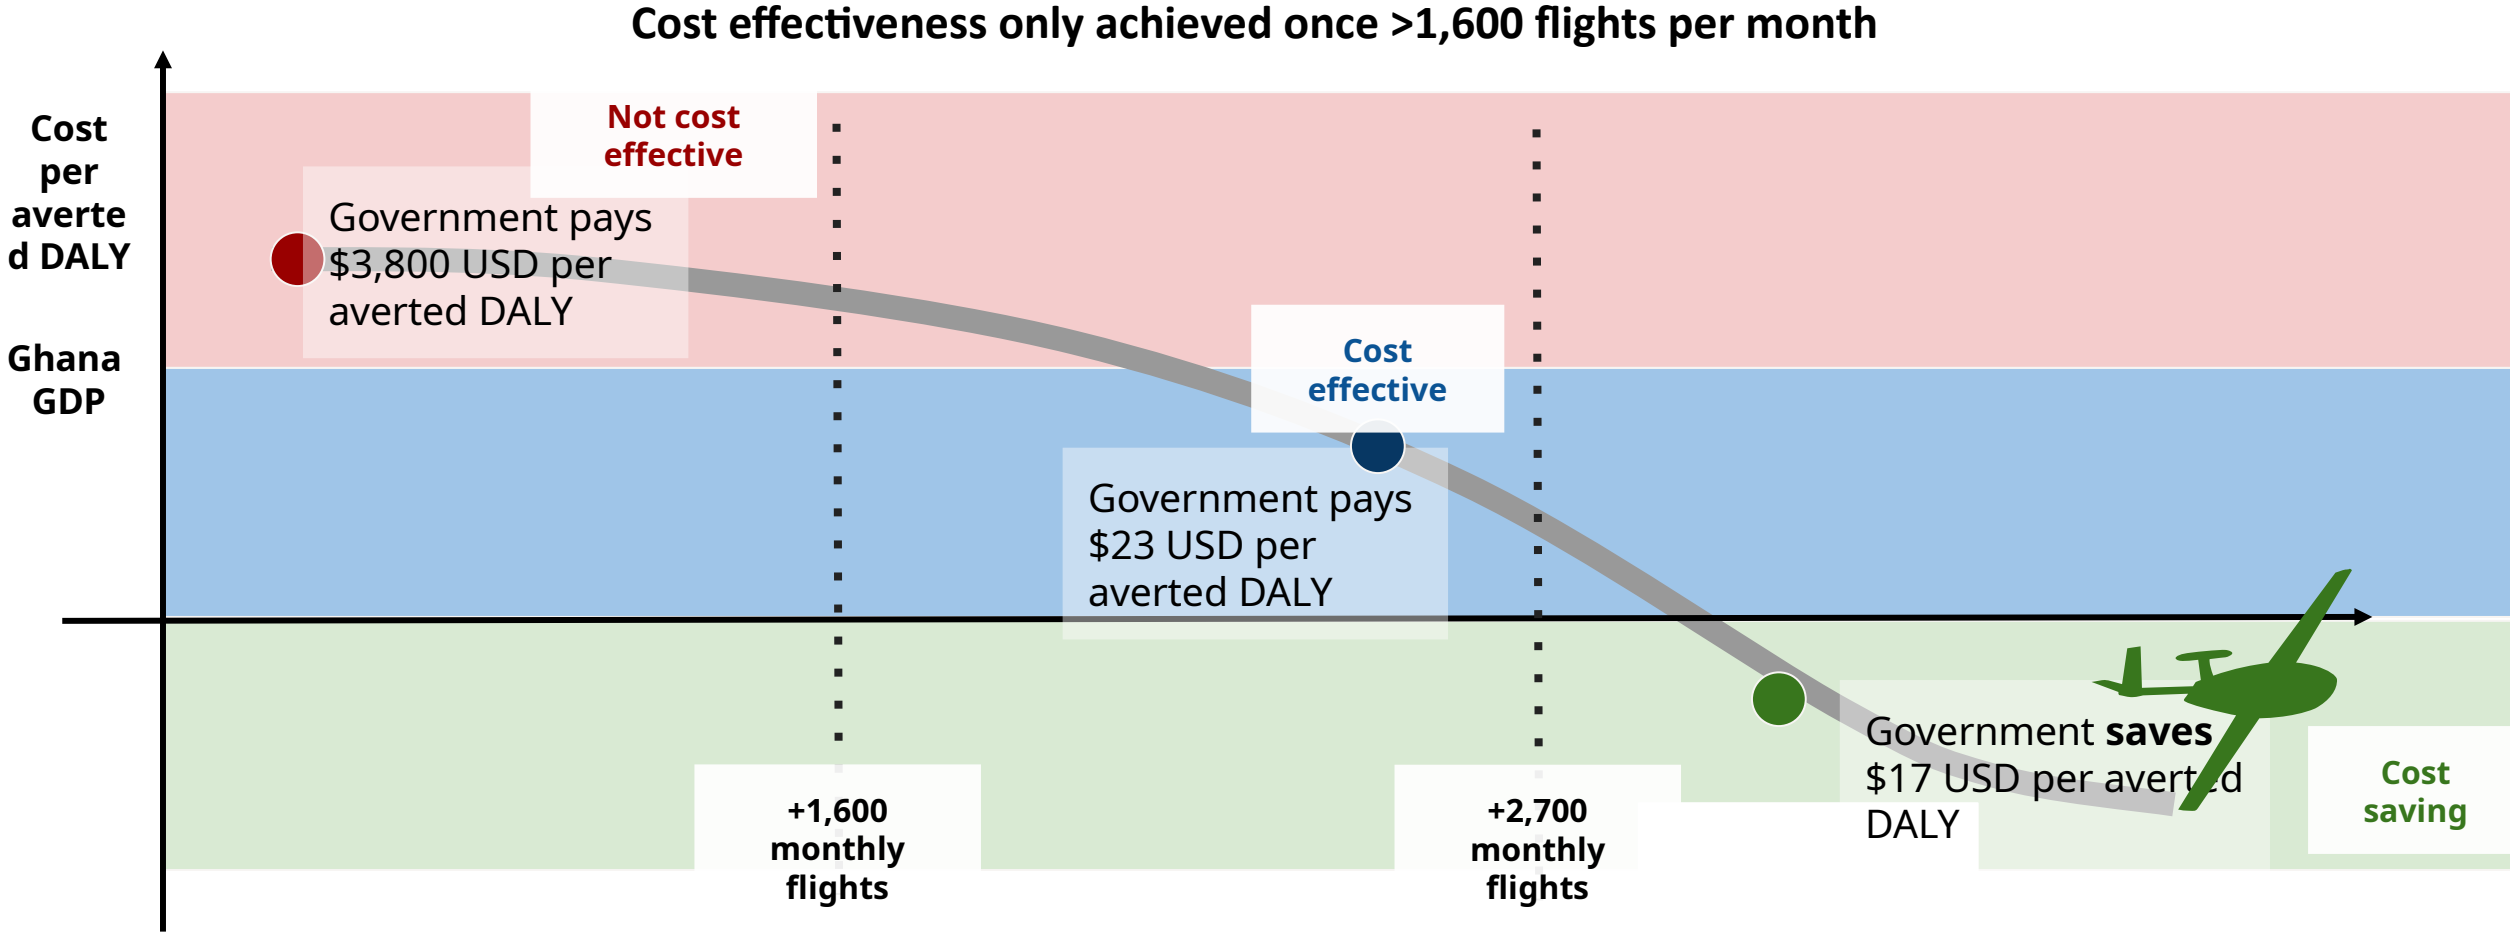 Cost effectiveness only achieved once >1,600 flights per month
Cost
per
averte
d DALY
Ghana
GDP
Not cost
effective
Government pays
$3,800 USD per
averted DALY
Cost
effective
Government pays
$23 USD per
averted DALY
Government saves
$17 USD per averted
DALY
Cost
saving
+1,600
monthly
flights
+2,700
monthly
flights